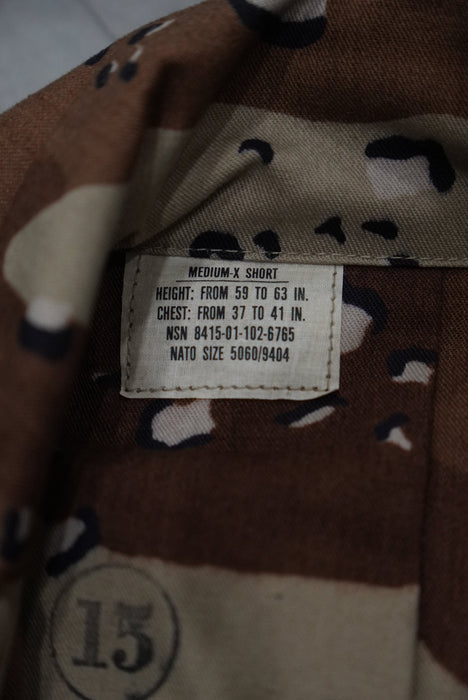 MEDIUM-X SHORT
HEIGHT: FROM 59 TO 63 IN.
CHEST: FROM 37 TO 41 IN.
NSN 8415-01-102-6765
NATO SIZE 5060/9404
15